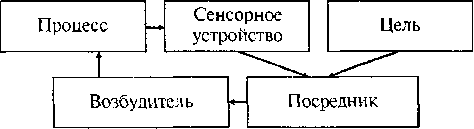 Процесс
Сенсорное
устройство
Цель
Возбудитель
Посредник